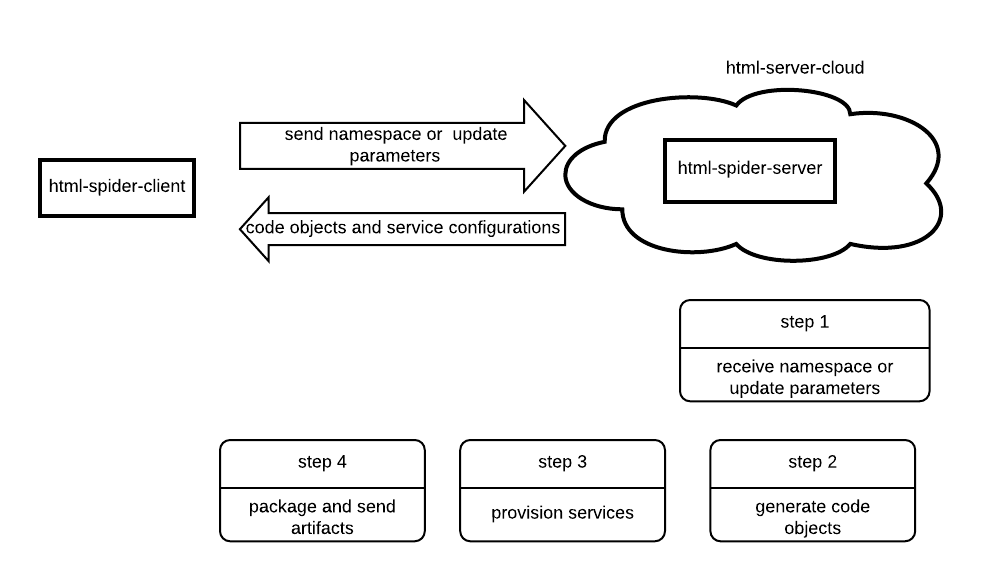 html-server-cloud
send namespace or  update
parameters
html-spider-server
html-spider-client
code objects and service configurations
step 1
receive namespace or
update parameters
step 4
package and send
artifacts
step 3
provision services
step 2
generate code
objects